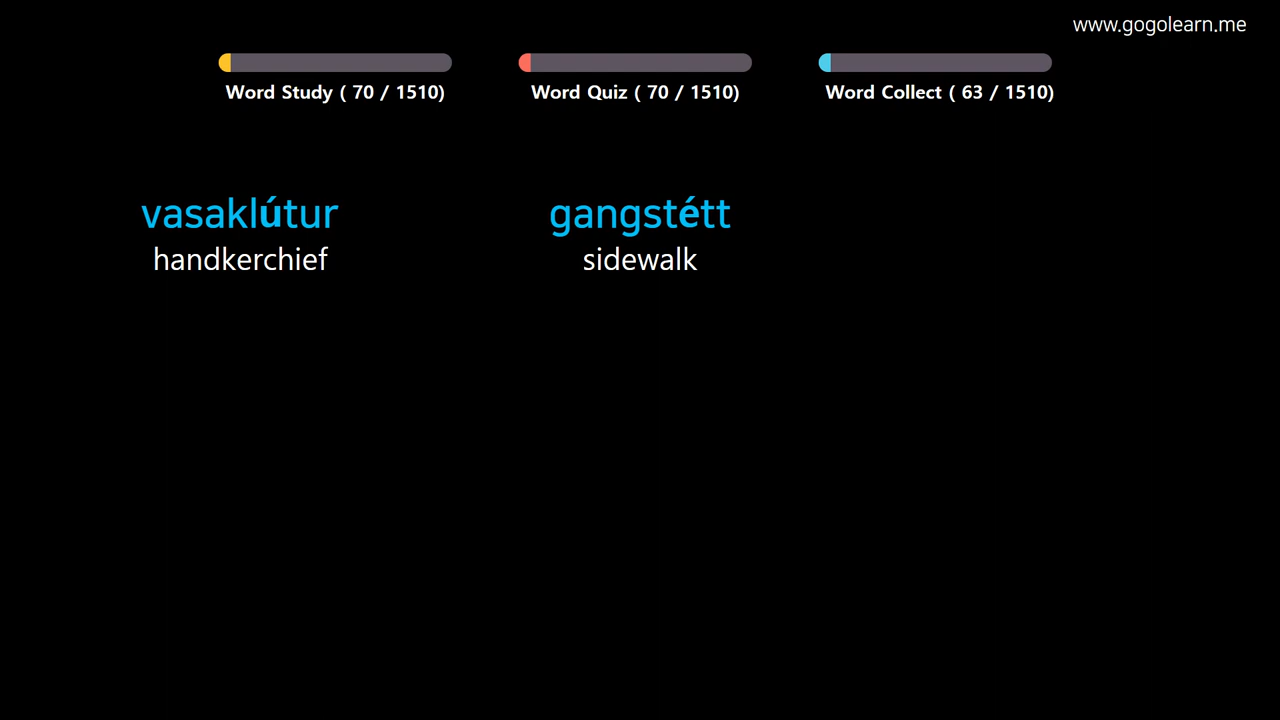 www.gogolearn.me
Word Study ( 70 / 1510)
Word Quiz ( 70 / 1510)
Word Collect ( 63 / 1510)
vasaklútur
handkerchief
gangstétt
sidewalk